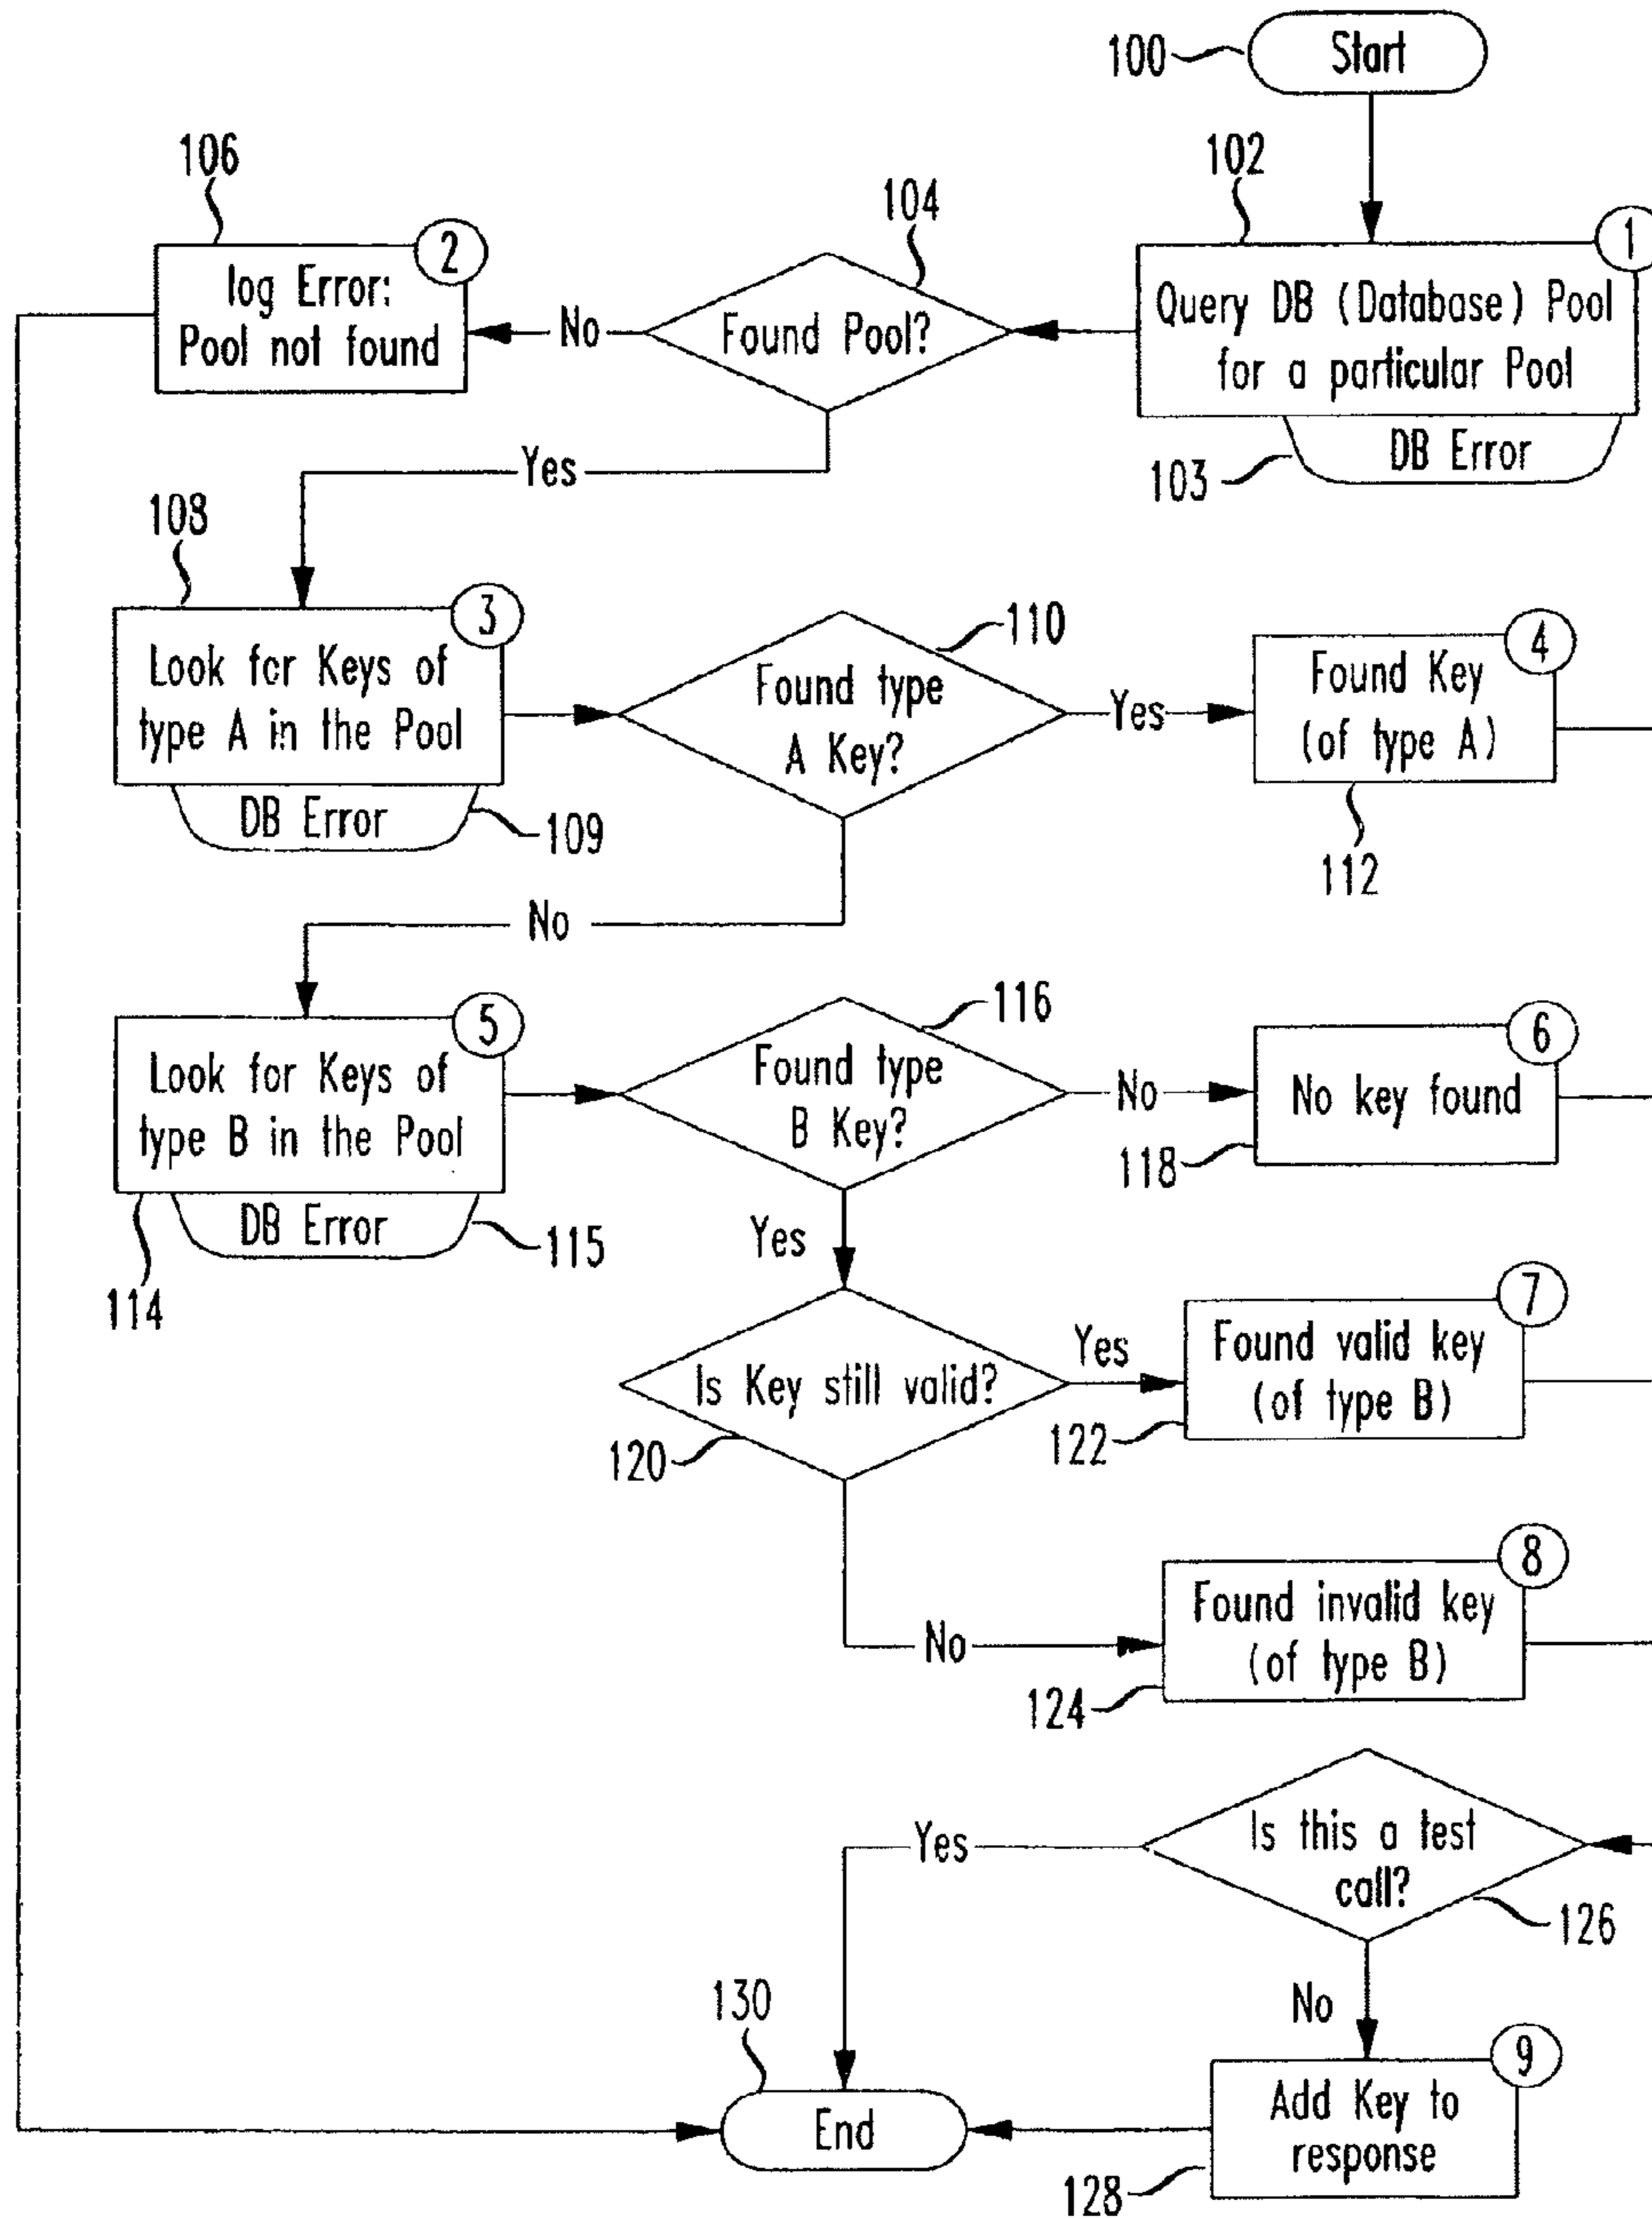 100
Start
106
102
104
2
1
log Error:
Pool not found
No
Found Pool?
Query DB (Database) Pool
for a particular Pool
Yes
103
DB Error
108
3
110
4
Look for Keys of
type A in the Pool
Found type
A Key?
Yes
Found Key
(of type A)
DB Error
109
112
No
5
116
6
Look for Keys of
type B in the Pool
Found type
B Key?
No
No key found
118
DB Error
115
Yes
114
7
Is Key still valid?
Yes
Found valid key
(of type B)
120
122
8
No
Found invalid key
(of type B)
124
Yes
Is this a test
call?
126
130
No
9
End
Add Key to
response
128